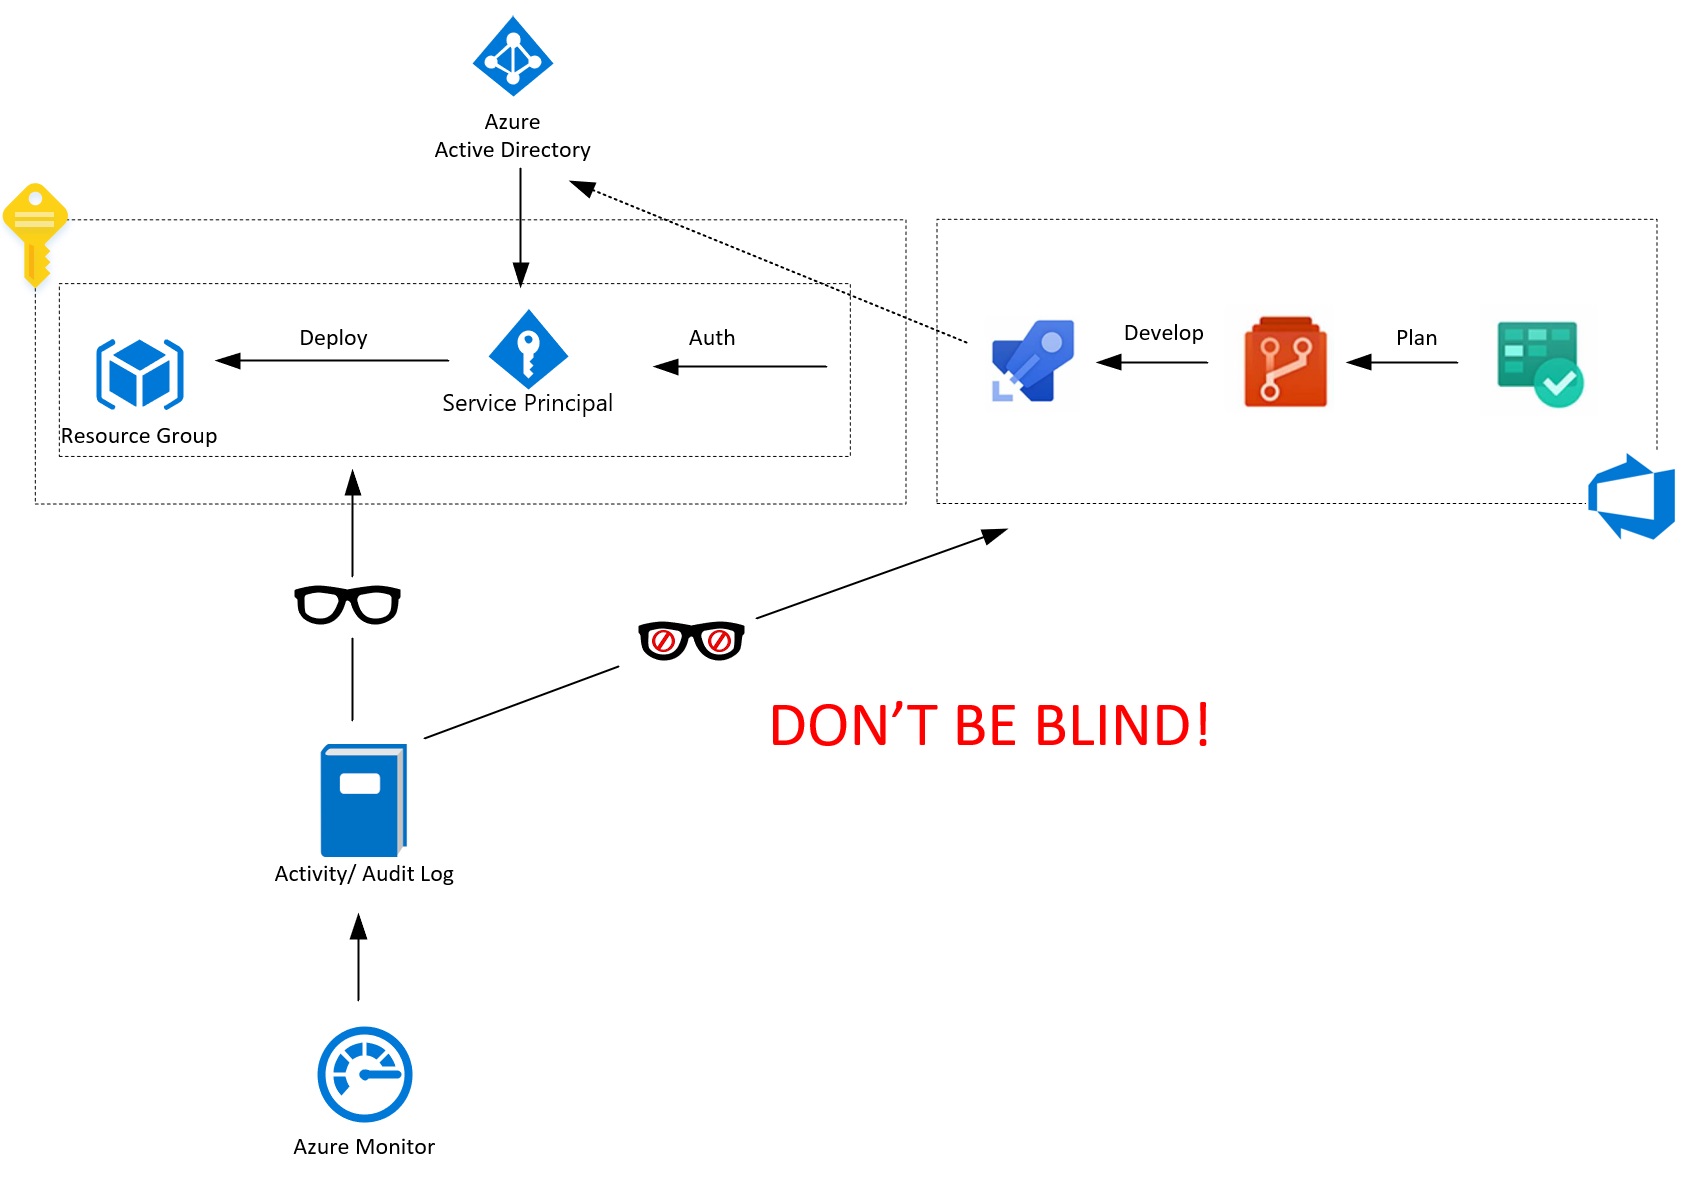 Azure
Active Directory
Deploy
Auth
Develop
Plan
Service Principal
Resource Group
DON'T BE BLIND!
Activity/ Audit Log
Azure Monitor